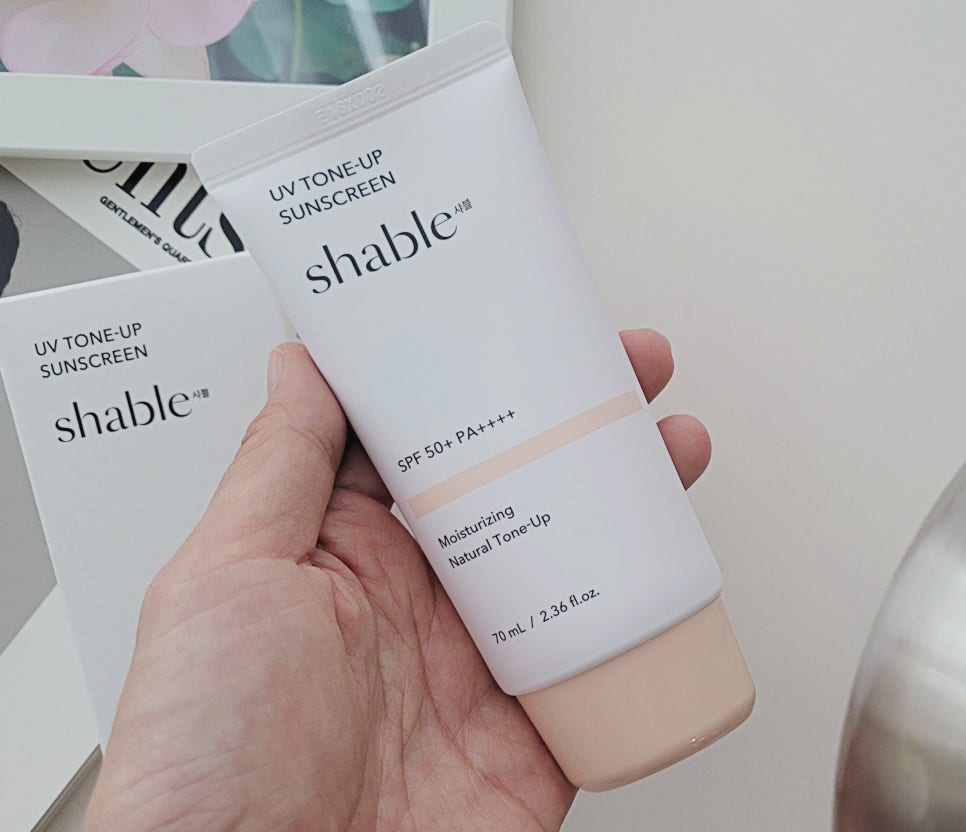 E16X002
UV TONE-UP
SUNSCREEN
shable 샤블
SPF 50+ PA++++
Moisturizing
Natural Tone-Up
70 mL / 2.36 fl.oz.
UV TONE-UP
SUNSCREEN
shable 샤블
GENTLEMEN'S